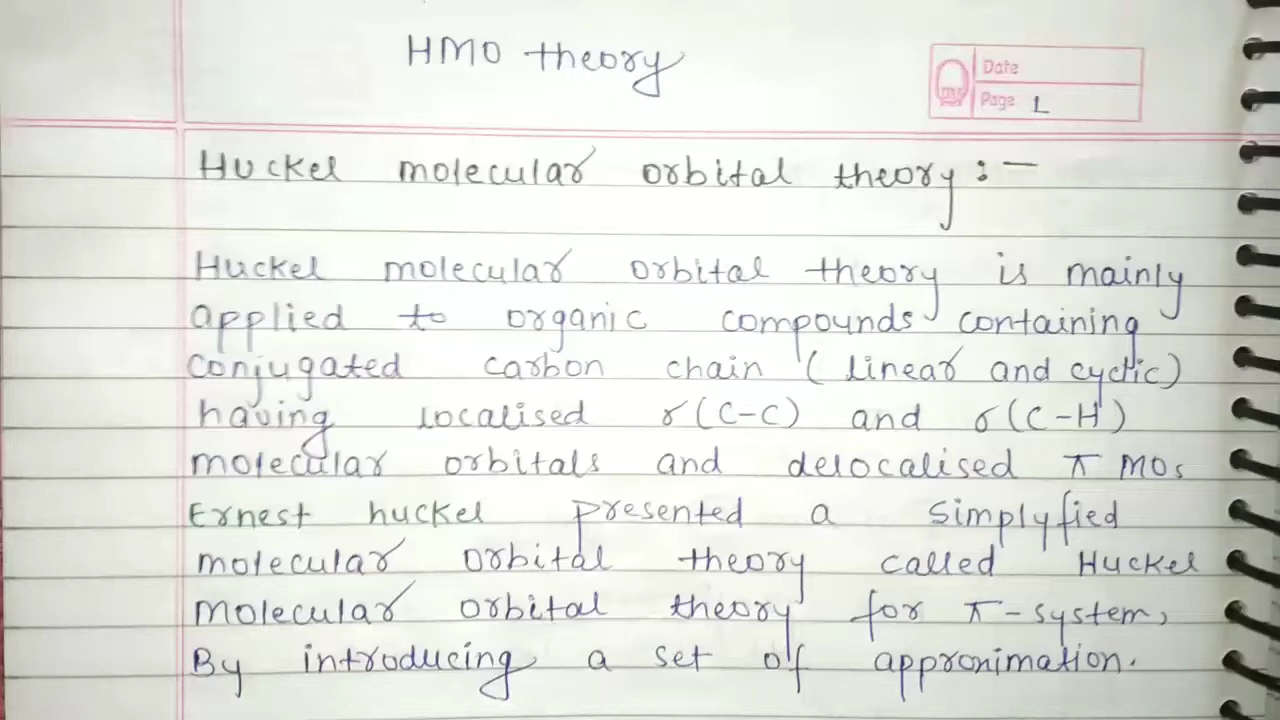 HMO theory
Date
Page 1
Huckel molecular orbital theory :-
Huckel molecular orbital theory is mainly
applied to organic compounds containing
conjugated carbon chain (linear and cyclic)
having localised σ(C-C) and σ(C-H)
molecular orbitals and delocalised π MOs
Ernest huckel presented a simplyfied
molecular orbital theory called Huckel
molecular orbital theory for π-system,
By introducing a set of appronimation.